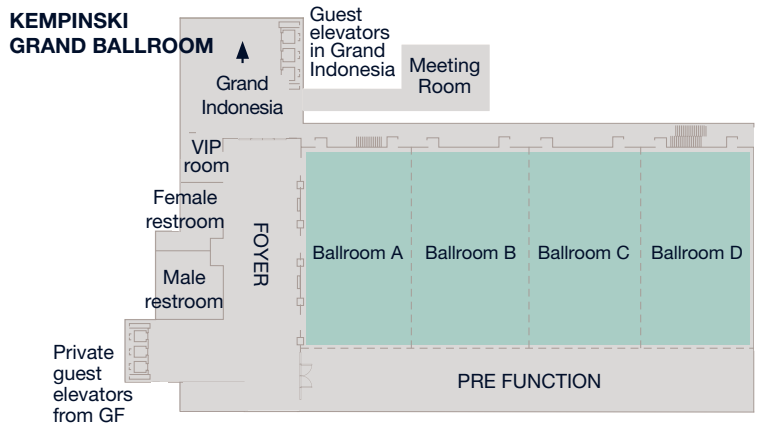 KEMPINSKI
GRAND BALLROOM
Guest
elevators
in Grand
Indonesia
Grand
Indonesia
Meeting
Room
VIP
room
Female
restroom
FOYER
Male
restroom
Ballroom A
Ballroom B
Ballroom C
Ballroom D
Private
guest
elevators
from GF
PRE FUNCTION